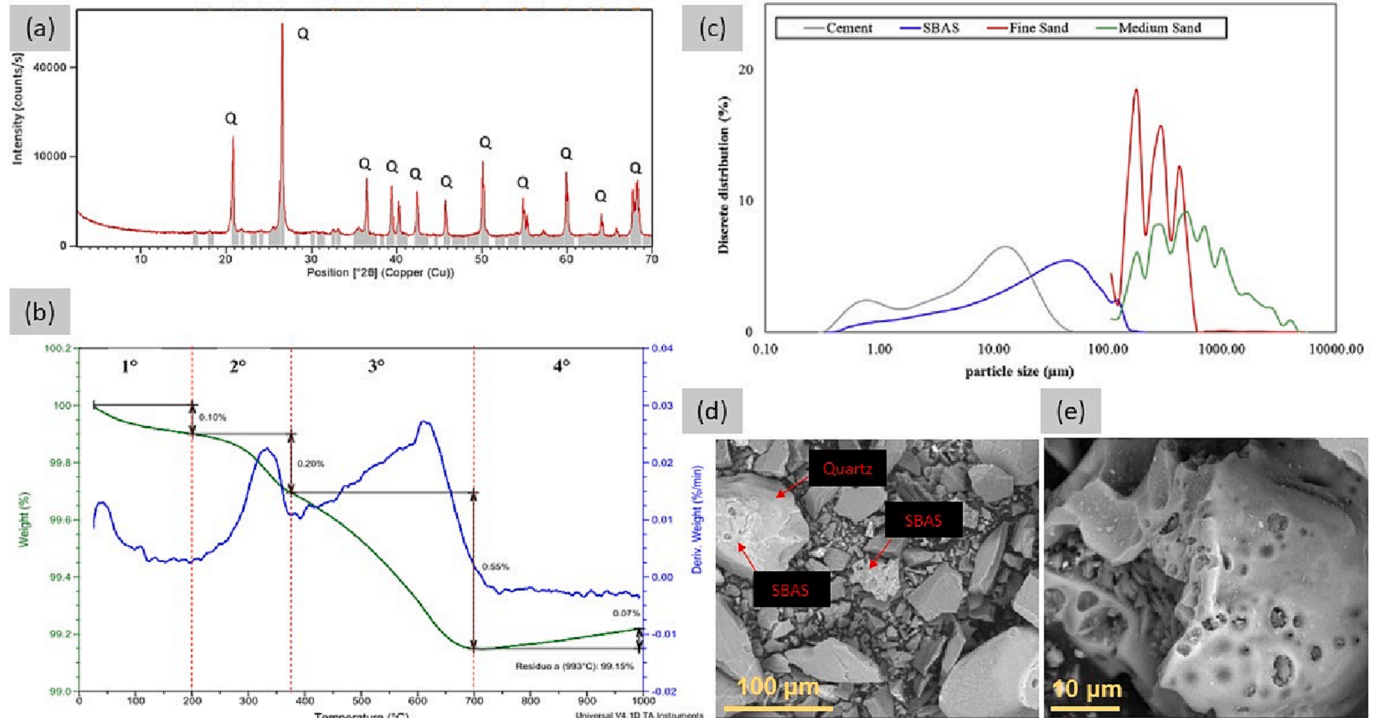 (a)
Intensity (counts/s)
40000
10000
0
Q
Q
Q
Q
Q
Q
Q
Q
Q
Q
Q
10
20
30
40
50
60
70
Position [°2θ] (Copper (Cu))
(b)
100.2
100
99.8
99.6
99.4
99.2
99.0
Weight (%)
1°
2°
3°
4°
0.10%
0.20%
0.55%
0.07%
Resíduo a (993°C): 99.15%
0.04
0.03
0.02
0.01
0.00
-0.01
-0.02
Deriv. Weight (%/min)
0
100
200
300
400
500
600
700
800
900
1000
Temperature (°C)
Universal V4.1D TA Instruments
(c)
Cement SBAS Fine Sand Medium Sand
Discrete distribution (%)
20
10
0
0.10
1.00
10.00
100.00
1000.00
10000.00
particle size (µm)
(d)
Quartz
SBAS
SBAS
100 µm
(e)
10 µm